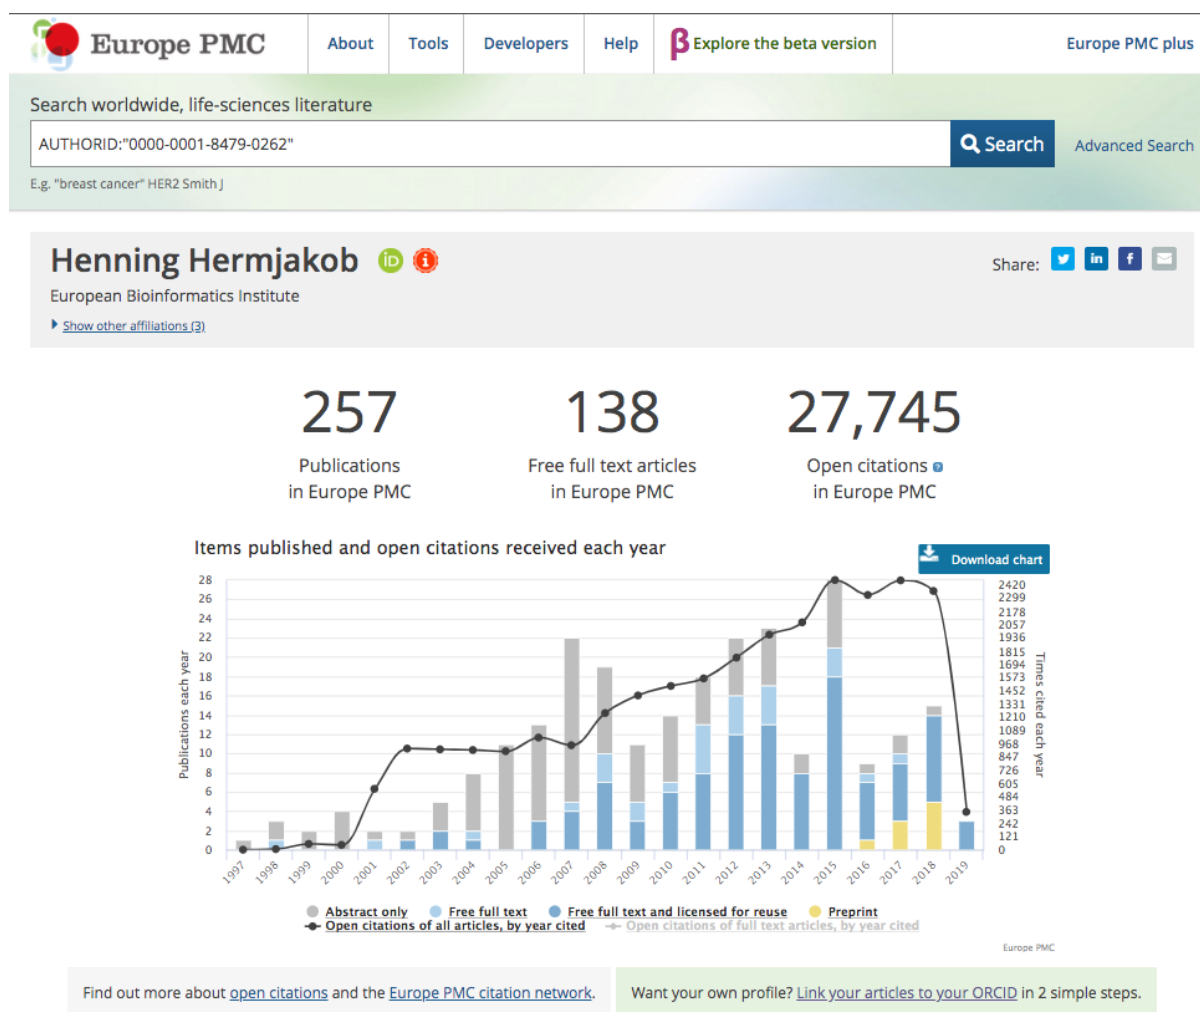 Europe PMC
About Tools Developers Help β Explore the beta version Europe PMC plus
Search worldwide, life-sciences literature
AUTHORID:"0000-0001-8479-0262" Search Advanced Search
E.g. "breast cancer" HER2 Smith J
Henning Hermjakob iD
European Bioinformatics Institute
Show other affiliations (3)
Share: in f
257 138 27,745
Publications Free full text articles Open citations ?
in Europe PMC in Europe PMC in Europe PMC
Items published and open citations received each year
Download chart
Publications each year
28
26
24
22
20
18
16
14
12
10
8
6
4
2
0
2420
2299
2178
2057
1936
1815
1694
1573
1452
1331
1210
1089
968
847
726
605
484
363
242
121
0
Times cited each year
1997 1998 1999 2000 2001 2002 2003 2004 2005 2006 2007 2008 2009 2010 2011 2012 2013 2014 2015 2016 2017 2018 2019
Abstract only Free full text Free full text and licensed for reuse Preprint
Open citations of all articles, by year cited Open citations of full text articles, by year cited
Europe PMC
Find out more about open citations and the Europe PMC citation network. Want your own profile? Link your articles to your ORCID in 2 simple steps.